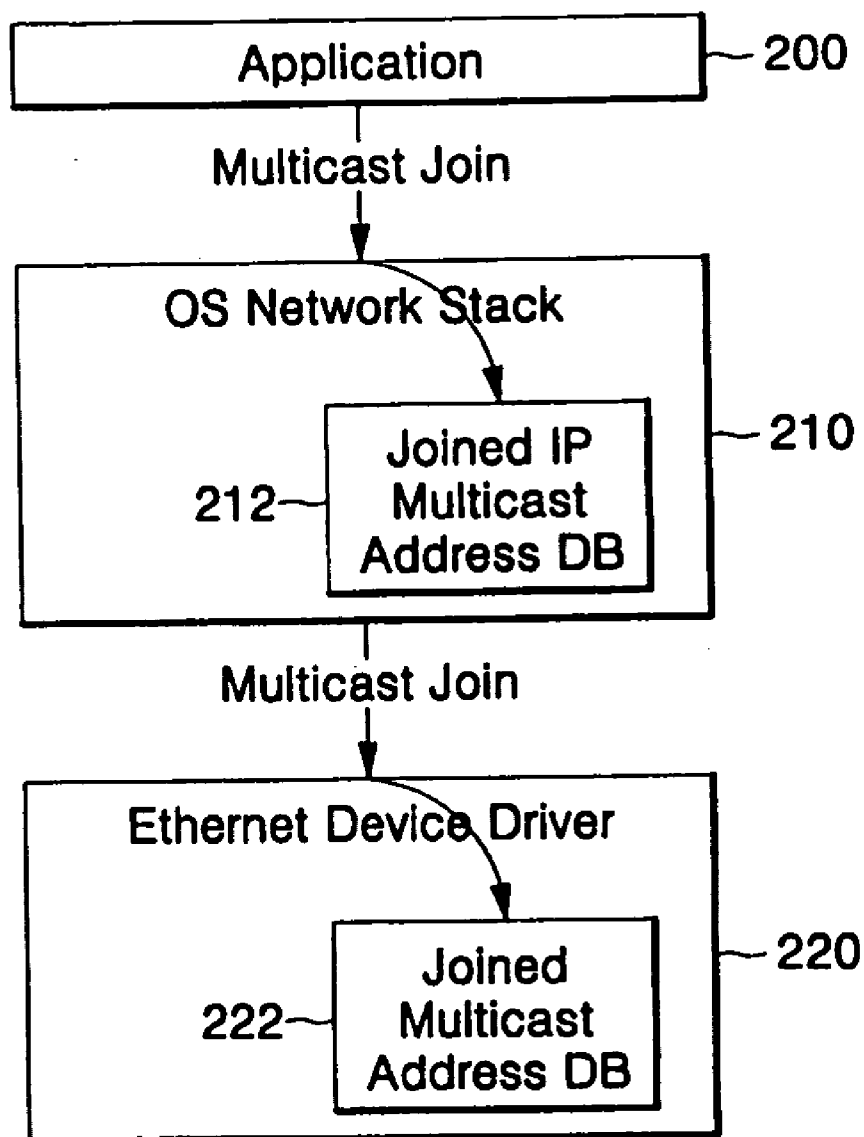 Application
200
Multicast Join
OS Network Stack
210
Joined IP
212
Multicast
Address DB
Multicast Join
Ethernet Device Driver
220
Joined
222
Multicast
Address DB